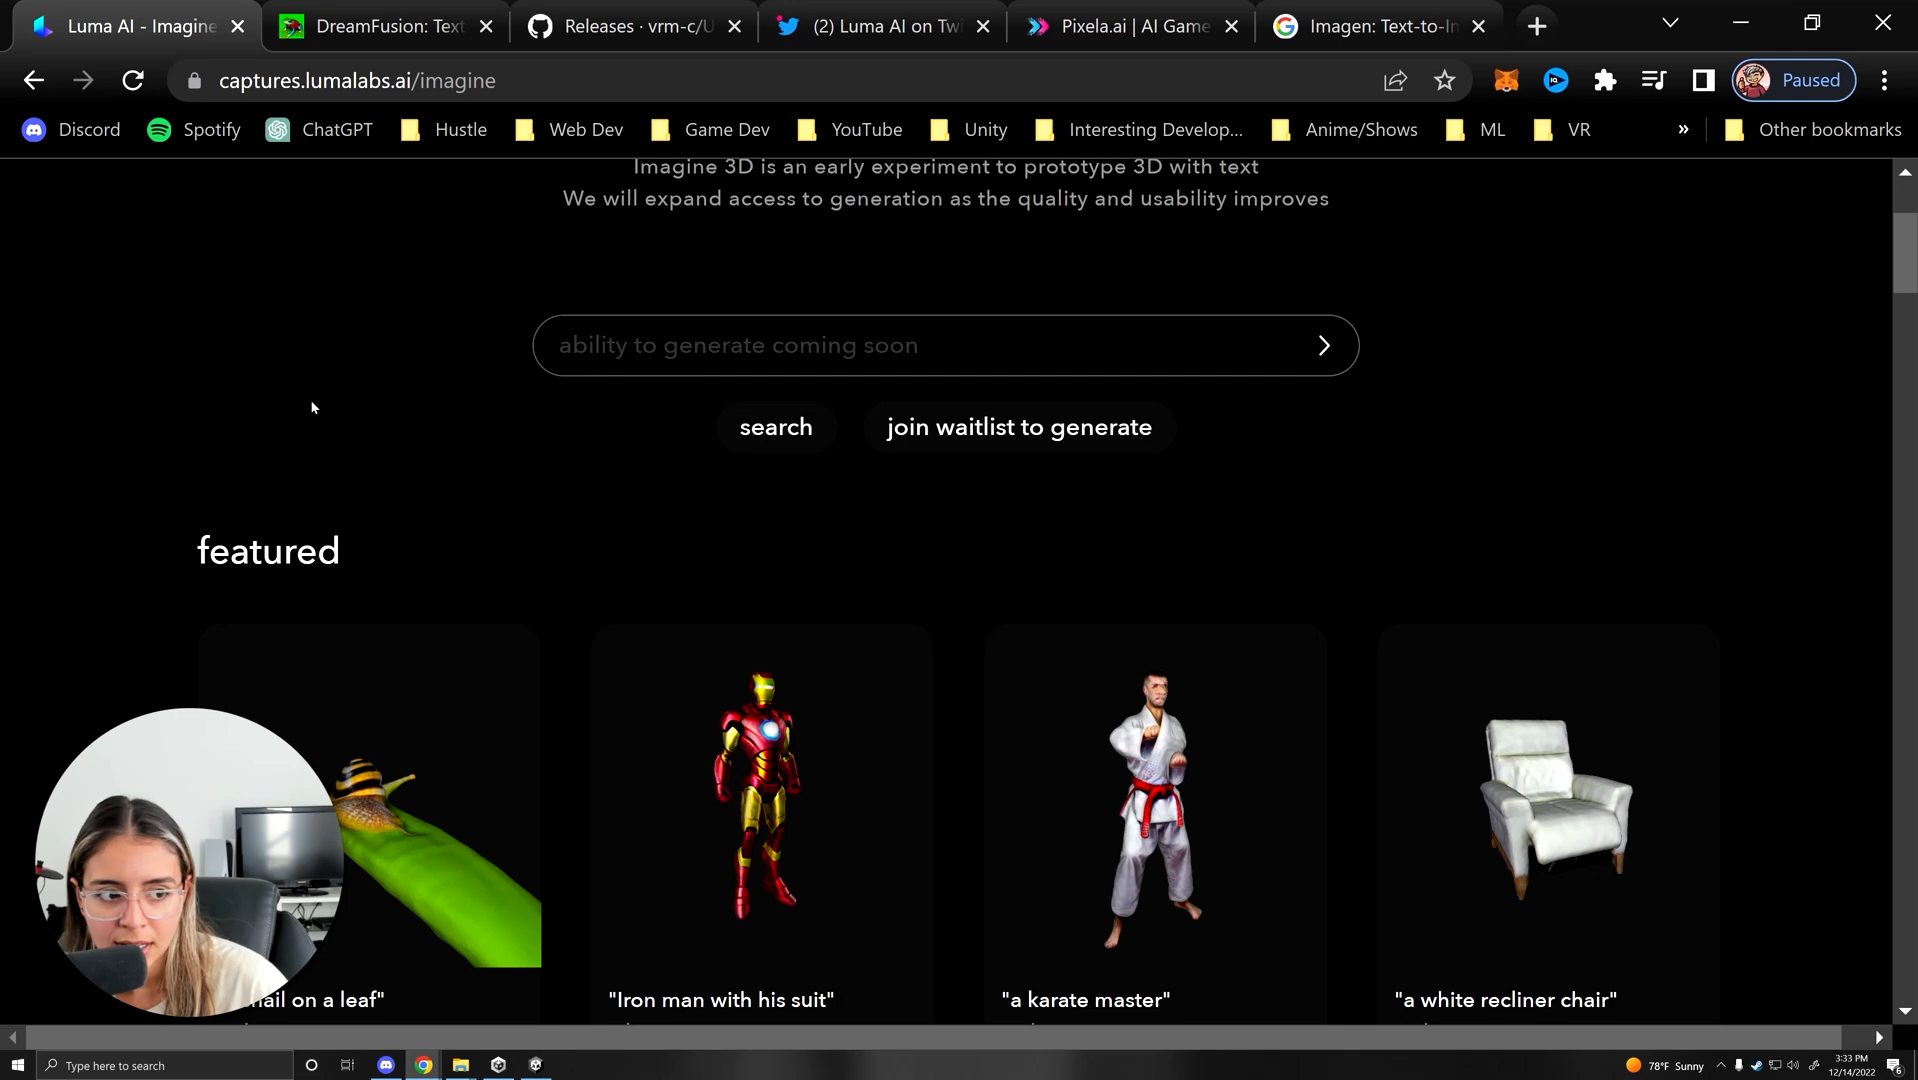 Luma AI - Imagine
DreamFusion: Text
Releases · vrm-c/U
(2) Luma AI on Twi
Pixela.ai | AI Game
Imagen: Text-to-In
captures.lumalabs.ai/imagine
Paused
Discord
Spotify
ChatGPT
Hustle
Web Dev
Game Dev
YouTube
Unity
Interesting Develop...
Anime/Shows
ML
VR
»
Other bookmarks
Imagine 3D is an early experiment to prototype 3D with text
We will expand access to generation as the quality and usability improves
ability to generate coming soon
search
join waitlist to generate
featured
ail on a leaf"
"Iron man with his suit"
"a karate master"
"a white recliner chair"
Type here to search
78°F Sunny
3:33 PM
12/14/2022
6